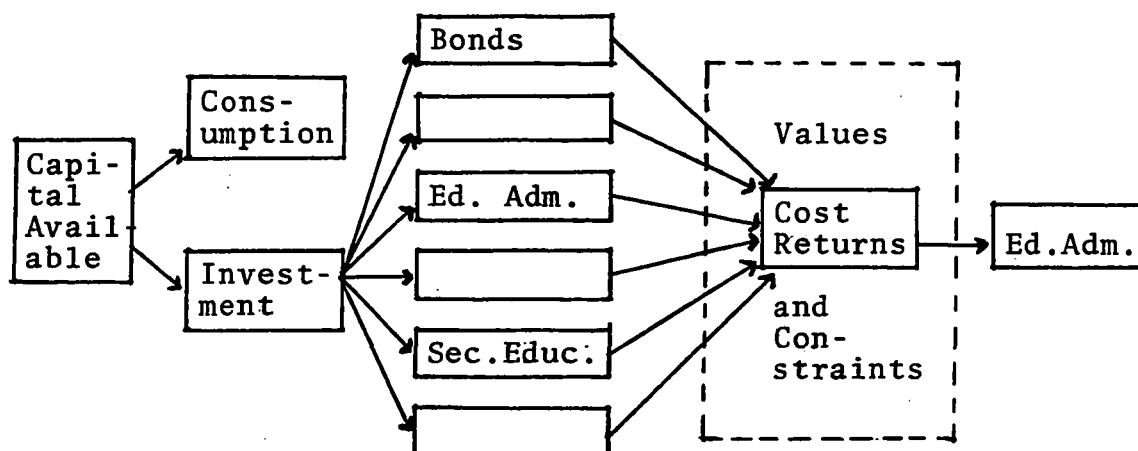 Capi-
tal
Avail-
able
Cons-
umption
Invest-
ment
Bonds
Ed. Adm.
Sec.Educ.
Values
Cost
Returns
and
Con-
straints
Ed.Adm.